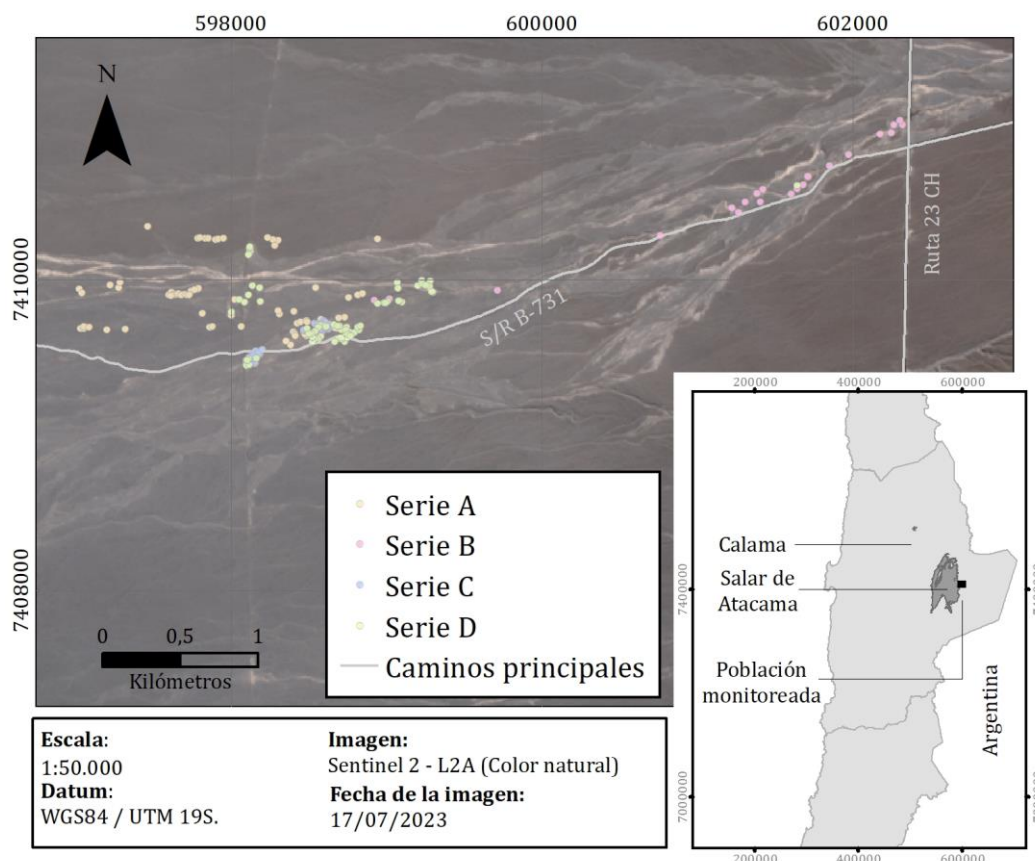 598000 600000 602000
N
7410000
7408000
Ruta 23 CH
S/R B-731
Serie A
Serie B
Serie C
Serie D
Caminos principales
0 0,5 1
Kilómetros
200000 400000 600000
Calama
Salar de
Atacama
Población
monitoreada
Argentina
7400000
7000000
200000 400000 600000
Escala:
1:50.000
Datum:
WGS84 / UTM 19S.
Imagen:
Sentinel 2 - L2A (Color natural)
Fecha de la imagen:
17/07/2023